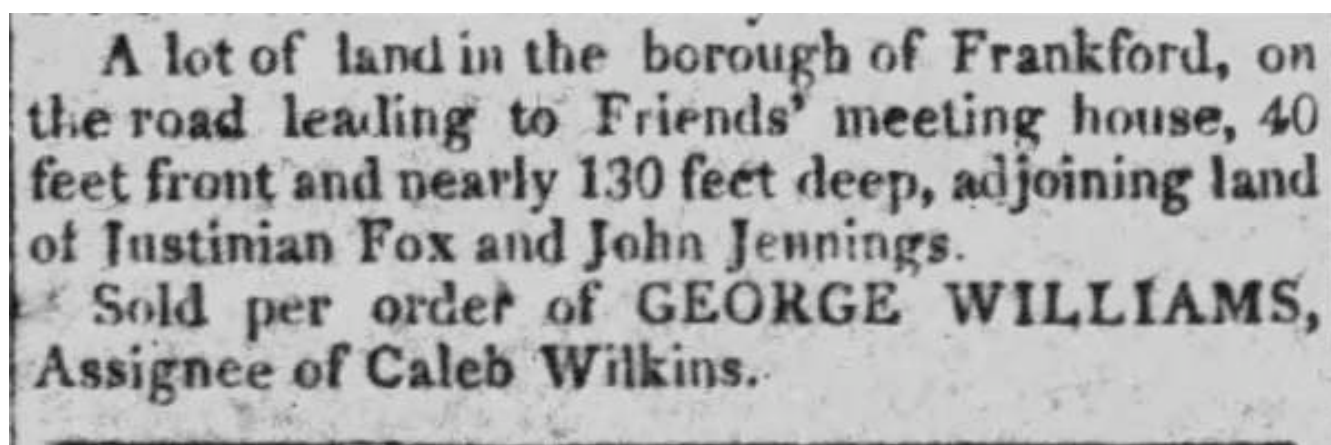 A lot of land in the borough of Frankford, on
the road leading to Friends' meeting house, 40
feet front and nearly 130 feet deep, adjoining land
of Justinian Fox and John Jennings.
Sold per order of GEORGE WILLIAMS,
Assignee of Caleb Wilkins.